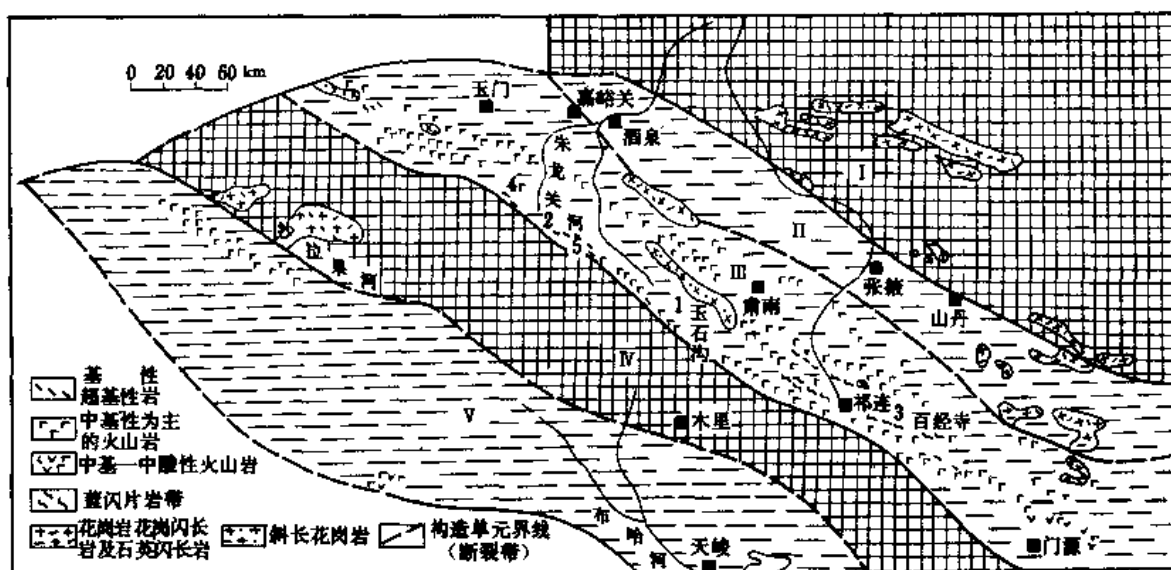 0 20 40 60 km
玉门
嘉峪关
酒泉
朱龙关河
I
4
2
5
II
拉果河
III
肃南
张掖
1
玉石沟
山丹
IV
V
木里
祁连
3
百经寺
布哈河
天峻
门源
基性
超基性岩
中基性为主
的火山岩
中基—中酸性火山岩
蓝闪片岩带
花岗岩花岗闪长
岩及石英闪长岩
斜长花岗岩
构造单元界线
(断裂带)